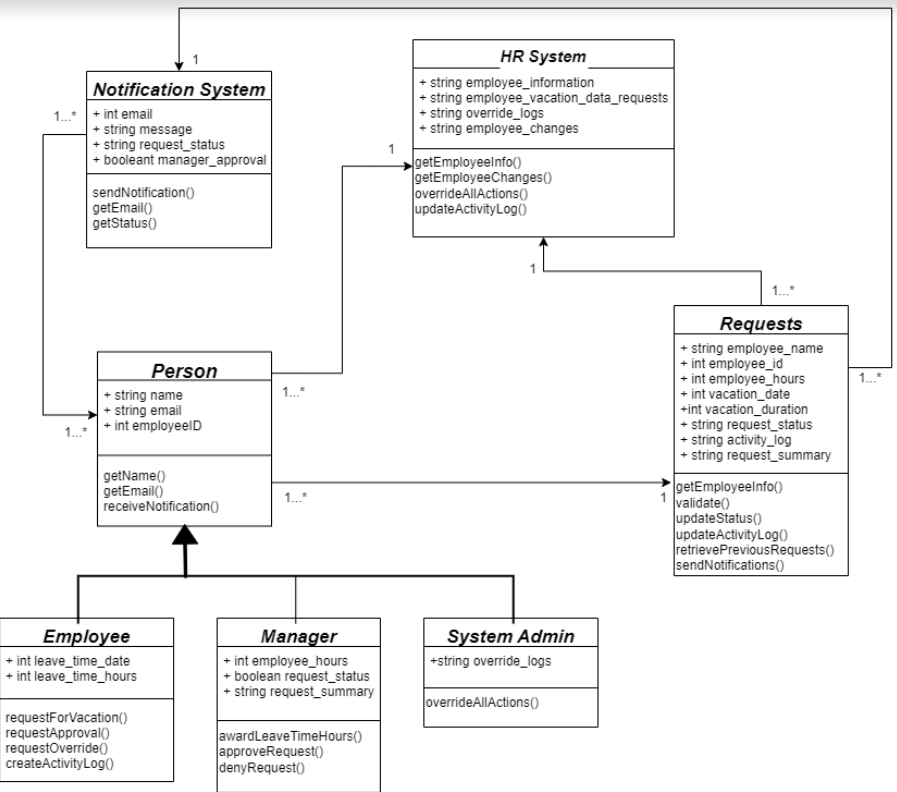 1
Notification System
+ int email
+ string message
+ string request_status
+ booleant manager_approval
sendNotification()
getEmail()
getStatus()
1...*
HR System
+ string employee_information
+ string employee_vacation_data_requests
+ string override_logs
+ string employee_changes
getEmployeeInfo()
getEmployeeChanges()
overrideAllActions()
updateActivityLog()
1
1
1...*
Requests
+ string employee_name
+ int employee_id
+ int employee_hours
+ int vacation_date
+int vacation_duration
+ string request_status
+ string activity_log
+ string request_summary
getEmployeeInfo()
validate()
updateStatus()
updateActivityLog()
retrievePreviousRequests()
sendNotifications()
1...*
Person
+ string name
+ string email
+ int employeeID
getName()
getEmail()
receiveNotification()
1...*
1...*
1...*
1
Employee
+ int leave_time_date
+ int leave_time_hours
requestForVacation()
requestApproval()
requestOverride()
createActivityLog()
Manager
+ int employee_hours
+ boolean request_status
+ string request_summary
awardLeaveTimeHours()
approveRequest()
denyRequest()
System Admin
+string override_logs
overrideAllActions()